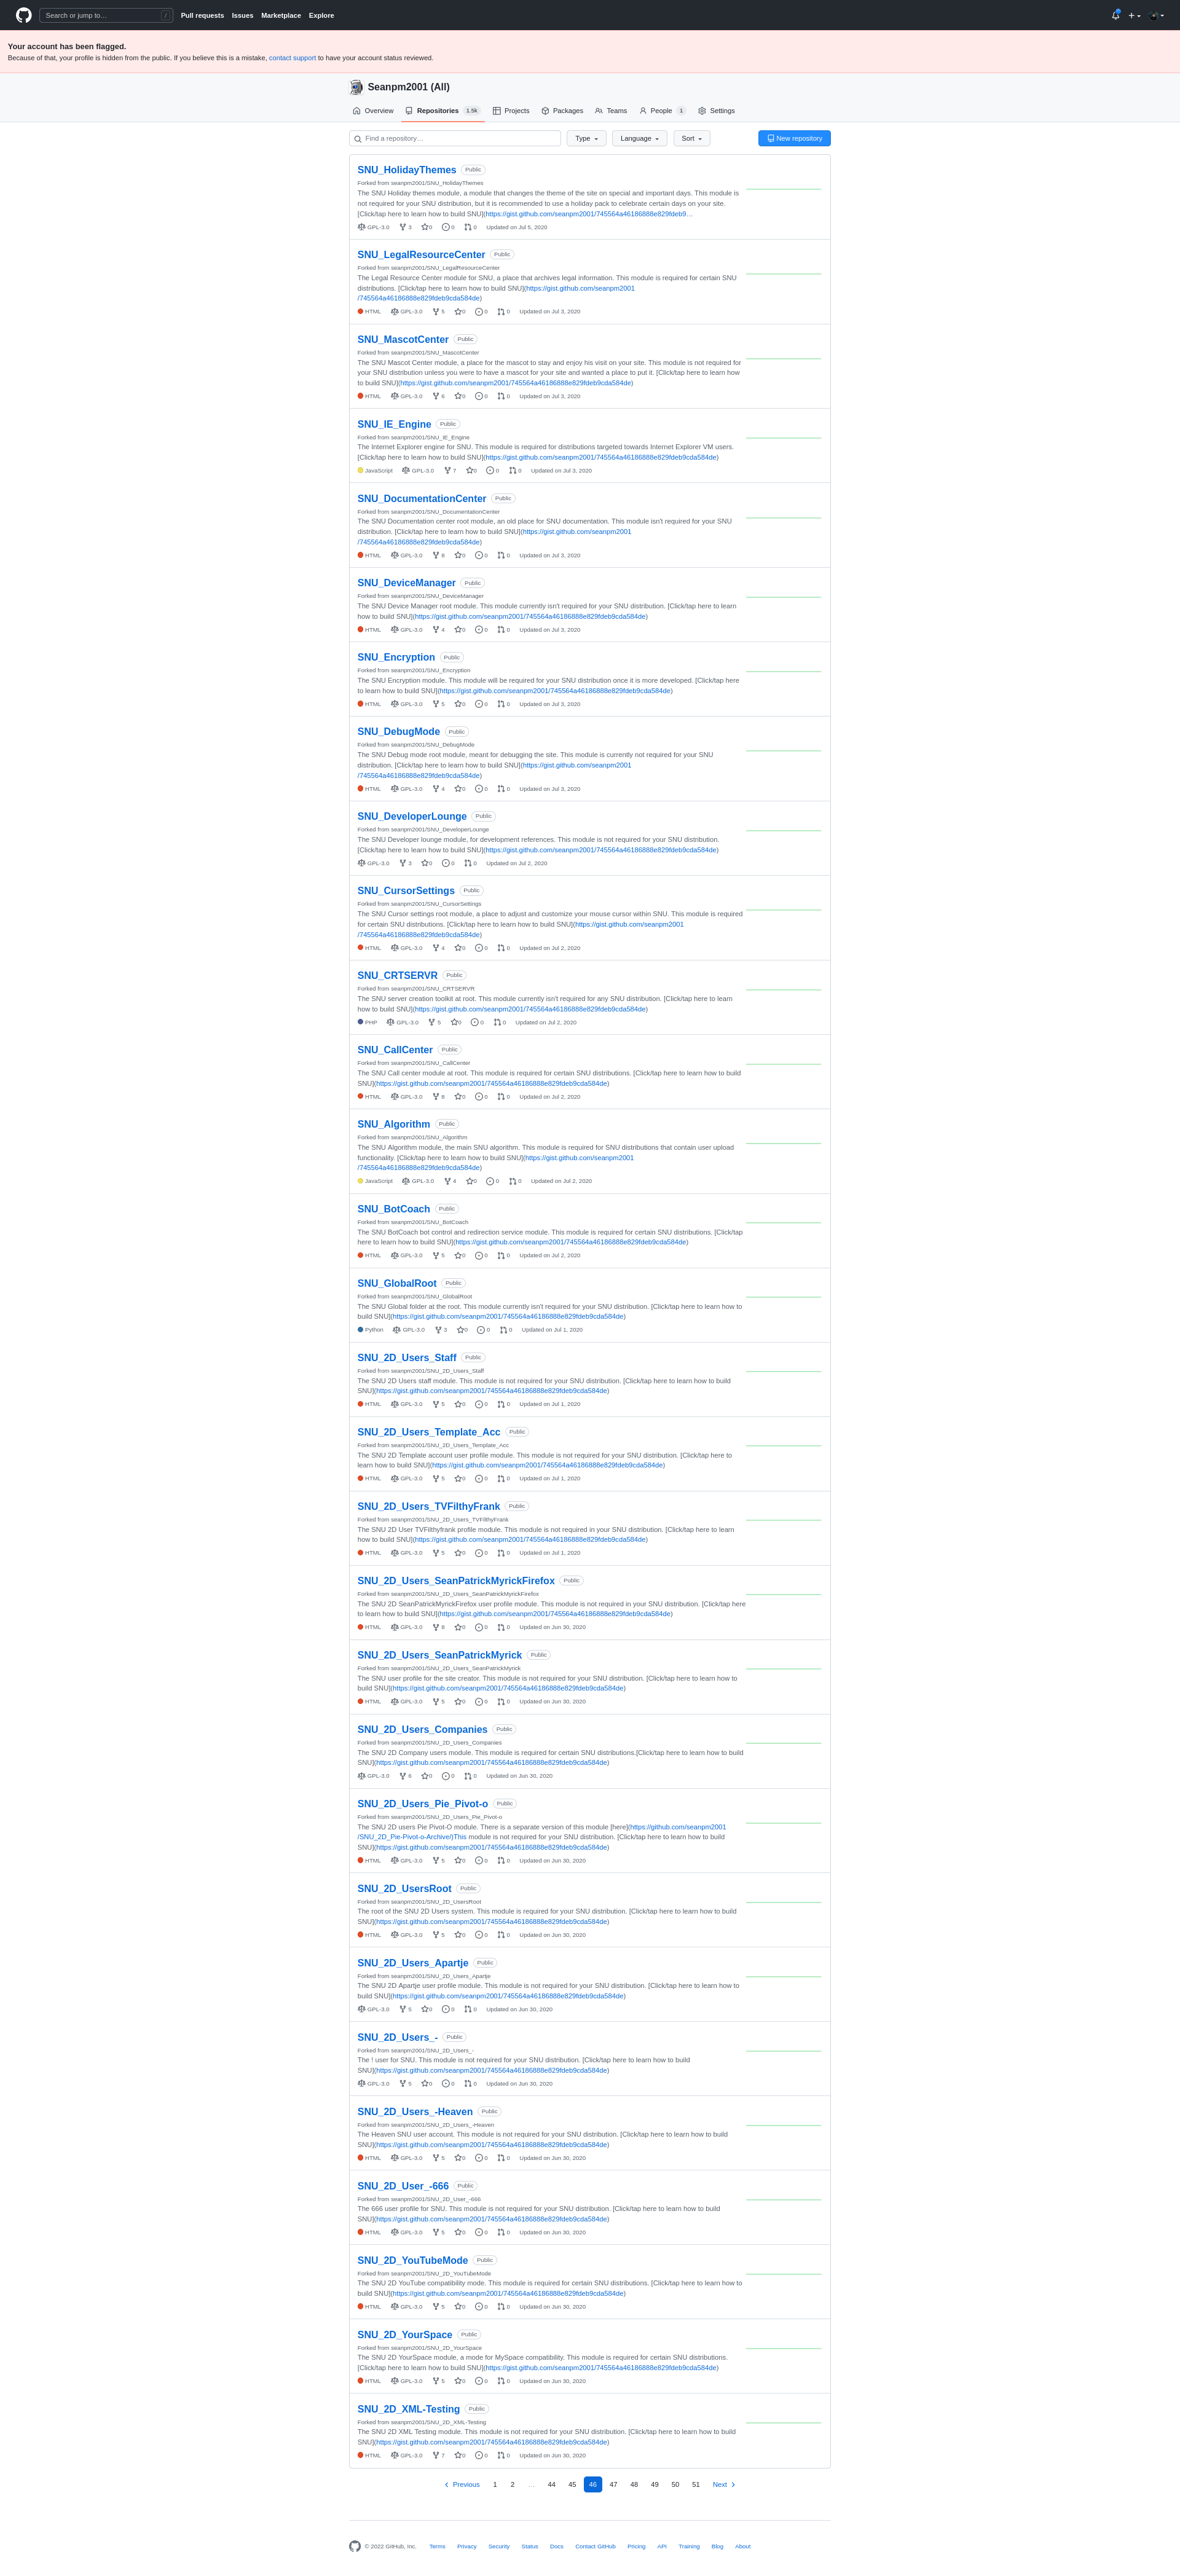 Search or jump to… /
Pull requests Issues Marketplace Explore
Your account has been flagged.
Because of that, your profile is hidden from the public. If you believe this is a mistake, contact support to have your account status reviewed.
Seanpm2001 (All)
Overview Repositories 1.5k Projects Packages Teams People 1 Settings
Find a repository… Type Language Sort New repository
SNU_HolidayThemes Public
Forked from seanpm2001/SNU_HolidayThemes
The SNU Holiday themes module, a module that changes the theme of the site on special and important days. This module is
not required for your SNU distribution, but it is recommended to use a holiday pack to celebrate certain days on your site.
[Click/tap here to learn how to build SNU](https://gist.github.com/seanpm2001/745564a46186888e829fdeb9…
GPL-3.0 3 0 0 0 Updated on Jul 5, 2020
SNU_LegalResourceCenter Public
Forked from seanpm2001/SNU_LegalResourceCenter
The Legal Resource Center module for SNU, a place that archives legal information. This module is required for certain SNU
distributions. [Click/tap here to learn how to build SNU](https://gist.github.com/seanpm2001
/745564a46186888e829fdeb9cda584de)
HTML GPL-3.0 5 0 0 0 Updated on Jul 3, 2020
SNU_MascotCenter Public
Forked from seanpm2001/SNU_MascotCenter
The SNU Mascot Center module, a place for the mascot to stay and enjoy his visit on your site. This module is not required for
your SNU distribution unless you were to have a mascot for your site and wanted a place to put it. [Click/tap here to learn how
to build SNU](https://gist.github.com/seanpm2001/745564a46186888e829fdeb9cda584de)
HTML GPL-3.0 6 0 0 0 Updated on Jul 3, 2020
SNU_IE_Engine Public
Forked from seanpm2001/SNU_IE_Engine
The Internet Explorer engine for SNU. This module is required for distributions targeted towards Internet Explorer VM users.
[Click/tap here to learn how to build SNU](https://gist.github.com/seanpm2001/745564a46186888e829fdeb9cda584de)
JavaScript GPL-3.0 7 0 0 0 Updated on Jul 3, 2020
SNU_DocumentationCenter Public
Forked from seanpm2001/SNU_DocumentationCenter
The SNU Documentation center root module, an old place for SNU documentation. This module isn't required for your SNU
distribution. [Click/tap here to learn how to build SNU](https://gist.github.com/seanpm2001
/745564a46186888e829fdeb9cda584de)
HTML GPL-3.0 8 0 0 0 Updated on Jul 3, 2020
SNU_DeviceManager Public
Forked from seanpm2001/SNU_DeviceManager
The SNU Device Manager root module. This module currently isn't required for your SNU distribution. [Click/tap here to learn
how to build SNU](https://gist.github.com/seanpm2001/745564a46186888e829fdeb9cda584de)
HTML GPL-3.0 4 0 0 0 Updated on Jul 3, 2020
SNU_Encryption Public
Forked from seanpm2001/SNU_Encryption
The SNU Encryption module. This module will be required for your SNU distribution once it is more developed. [Click/tap here
to learn how to build SNU](https://gist.github.com/seanpm2001/745564a46186888e829fdeb9cda584de)
HTML GPL-3.0 5 0 0 0 Updated on Jul 3, 2020
SNU_DebugMode Public
Forked from seanpm2001/SNU_DebugMode
The SNU Debug mode root module, meant for debugging the site. This module is currently not required for your SNU
distribution. [Click/tap here to learn how to build SNU](https://gist.github.com/seanpm2001
/745564a46186888e829fdeb9cda584de)
HTML GPL-3.0 4 0 0 0 Updated on Jul 3, 2020
SNU_DeveloperLounge Public
Forked from seanpm2001/SNU_DeveloperLounge
The SNU Developer lounge module, for development references. This module is not required for your SNU distribution.
[Click/tap here to learn how to build SNU](https://gist.github.com/seanpm2001/745564a46186888e829fdeb9cda584de)
GPL-3.0 3 0 0 0 Updated on Jul 2, 2020
SNU_CursorSettings Public
Forked from seanpm2001/SNU_CursorSettings
The SNU Cursor settings root module, a place to adjust and customize your mouse cursor within SNU. This module is required
for certain SNU distributions. [Click/tap here to learn how to build SNU](https://gist.github.com/seanpm2001
/745564a46186888e829fdeb9cda584de)
HTML GPL-3.0 4 0 0 0 Updated on Jul 2, 2020
SNU_CRTSERVR Public
Forked from seanpm2001/SNU_CRTSERVR
The SNU server creation toolkit at root. This module currently isn't required for any SNU distribution. [Click/tap here to learn
how to build SNU](https://gist.github.com/seanpm2001/745564a46186888e829fdeb9cda584de)
PHP GPL-3.0 5 0 0 0 Updated on Jul 2, 2020
SNU_CallCenter Public
Forked from seanpm2001/SNU_CallCenter
The SNU Call center module at root. This module is required for certain SNU distributions. [Click/tap here to learn how to build
SNU](https://gist.github.com/seanpm2001/745564a46186888e829fdeb9cda584de)
HTML GPL-3.0 8 0 0 0 Updated on Jul 2, 2020
SNU_Algorithm Public
Forked from seanpm2001/SNU_Algorithm
The SNU Algorithm module, the main SNU algorithm. This module is required for SNU distributions that contain user upload
functionality. [Click/tap here to learn how to build SNU](https://gist.github.com/seanpm2001
/745564a46186888e829fdeb9cda584de)
JavaScript GPL-3.0 4 0 0 0 Updated on Jul 2, 2020
SNU_BotCoach Public
Forked from seanpm2001/SNU_BotCoach
The SNU BotCoach bot control and redirection service module. This module is required for certain SNU distributions. [Click/tap
here to learn how to build SNU](https://gist.github.com/seanpm2001/745564a46186888e829fdeb9cda584de)
HTML GPL-3.0 5 0 0 0 Updated on Jul 2, 2020
SNU_GlobalRoot Public
Forked from seanpm2001/SNU_GlobalRoot
The SNU Global folder at the root. This module currently isn't required for your SNU distribution. [Click/tap here to learn how to
build SNU](https://gist.github.com/seanpm2001/745564a46186888e829fdeb9cda584de)
Python GPL-3.0 3 0 0 0 Updated on Jul 1, 2020
SNU_2D_Users_Staff Public
Forked from seanpm2001/SNU_2D_Users_Staff
The SNU 2D Users staff module. This module is not required for your SNU distribution. [Click/tap here to learn how to build
SNU](https://gist.github.com/seanpm2001/745564a46186888e829fdeb9cda584de)
HTML GPL-3.0 5 0 0 0 Updated on Jul 1, 2020
SNU_2D_Users_Template_Acc Public
Forked from seanpm2001/SNU_2D_Users_Template_Acc
The SNU 2D Template account user profile module. This module is not required for your SNU distribution. [Click/tap here to
learn how to build SNU](https://gist.github.com/seanpm2001/745564a46186888e829fdeb9cda584de)
HTML GPL-3.0 5 0 0 0 Updated on Jul 1, 2020
SNU_2D_Users_TVFilthyFrank Public
Forked from seanpm2001/SNU_2D_Users_TVFilthyFrank
The SNU 2D User TVFilthyfrank profile module. This module is not required in your SNU distribution. [Click/tap here to learn
how to build SNU](https://gist.github.com/seanpm2001/745564a46186888e829fdeb9cda584de)
HTML GPL-3.0 5 0 0 0 Updated on Jul 1, 2020
SNU_2D_Users_SeanPatrickMyrickFirefox Public
Forked from seanpm2001/SNU_2D_Users_SeanPatrickMyrickFirefox
The SNU 2D SeanPatrickMyrickFirefox user profile module. This module is not required in your SNU distribution. [Click/tap here
to learn how to build SNU](https://gist.github.com/seanpm2001/745564a46186888e829fdeb9cda584de)
HTML GPL-3.0 8 0 0 0 Updated on Jun 30, 2020
SNU_2D_Users_SeanPatrickMyrick Public
Forked from seanpm2001/SNU_2D_Users_SeanPatrickMyrick
The SNU user profile for the site creator. This module is not required for your SNU distribution. [Click/tap here to learn how to
build SNU](https://gist.github.com/seanpm2001/745564a46186888e829fdeb9cda584de)
HTML GPL-3.0 5 0 0 0 Updated on Jun 30, 2020
SNU_2D_Users_Companies Public
Forked from seanpm2001/SNU_2D_Users_Companies
The SNU 2D Company users module. This module is required for certain SNU distributions.[Click/tap here to learn how to build
SNU](https://gist.github.com/seanpm2001/745564a46186888e829fdeb9cda584de)
GPL-3.0 6 0 0 0 Updated on Jun 30, 2020
SNU_2D_Users_Pie_Pivot-o Public
Forked from seanpm2001/SNU_2D_Users_Pie_Pivot-o
The SNU 2D users Pie Pivot-O module. There is a separate version of this module [here](https://github.com/seanpm2001
/SNU_2D_Pie-Pivot-o-Archive/)This module is not required for your SNU distribution. [Click/tap here to learn how to build
SNU](https://gist.github.com/seanpm2001/745564a46186888e829fdeb9cda584de)
HTML GPL-3.0 5 0 0 0 Updated on Jun 30, 2020
SNU_2D_UsersRoot Public
Forked from seanpm2001/SNU_2D_UsersRoot
The root of the SNU 2D Users system. This module is required for your SNU distribution. [Click/tap here to learn how to build
SNU](https://gist.github.com/seanpm2001/745564a46186888e829fdeb9cda584de)
HTML GPL-3.0 5 0 0 0 Updated on Jun 30, 2020
SNU_2D_Users_Apartje Public
Forked from seanpm2001/SNU_2D_Users_Apartje
The SNU 2D Apartje user profile module. This module is not required for your SNU distribution. [Click/tap here to learn how to
build SNU](https://gist.github.com/seanpm2001/745564a46186888e829fdeb9cda584de)
GPL-3.0 5 0 0 0 Updated on Jun 30, 2020
SNU_2D_Users_- Public
Forked from seanpm2001/SNU_2D_Users_-
The ! user for SNU. This module is not required for your SNU distribution. [Click/tap here to learn how to build
SNU](https://gist.github.com/seanpm2001/745564a46186888e829fdeb9cda584de)
GPL-3.0 5 0 0 0 Updated on Jun 30, 2020
SNU_2D_Users_-Heaven Public
Forked from seanpm2001/SNU_2D_Users_-Heaven
The Heaven SNU user account. This module is not required for your SNU distribution. [Click/tap here to learn how to build
SNU](https://gist.github.com/seanpm2001/745564a46186888e829fdeb9cda584de)
HTML GPL-3.0 5 0 0 0 Updated on Jun 30, 2020
SNU_2D_User_-666 Public
Forked from seanpm2001/SNU_2D_User_-666
The 666 user profile for SNU. This module is not required for your SNU distribution. [Click/tap here to learn how to build
SNU](https://gist.github.com/seanpm2001/745564a46186888e829fdeb9cda584de)
HTML GPL-3.0 5 0 0 0 Updated on Jun 30, 2020
SNU_2D_YouTubeMode Public
Forked from seanpm2001/SNU_2D_YouTubeMode
The SNU 2D YouTube compatibility mode. This module is required for certain SNU distributions. [Click/tap here to learn how to
build SNU](https://gist.github.com/seanpm2001/745564a46186888e829fdeb9cda584de)
HTML GPL-3.0 5 0 0 0 Updated on Jun 30, 2020
SNU_2D_YourSpace Public
Forked from seanpm2001/SNU_2D_YourSpace
The SNU 2D YourSpace module, a mode for MySpace compatibility. This module is required for certain SNU distributions.
[Click/tap here to learn how to build SNU](https://gist.github.com/seanpm2001/745564a46186888e829fdeb9cda584de)
HTML GPL-3.0 5 0 0 0 Updated on Jun 30, 2020
SNU_2D_XML-Testing Public
Forked from seanpm2001/SNU_2D_XML-Testing
The SNU 2D XML Testing module. This module is not required for your SNU distribution. [Click/tap here to learn how to build
SNU](https://gist.github.com/seanpm2001/745564a46186888e829fdeb9cda584de)
HTML GPL-3.0 7 0 0 0 Updated on Jun 30, 2020
Previous 1 2 … 44 45 46 47 48 49 50 51 Next
© 2022 GitHub, Inc. Terms Privacy Security Status Docs Contact GitHub Pricing API Training Blog About